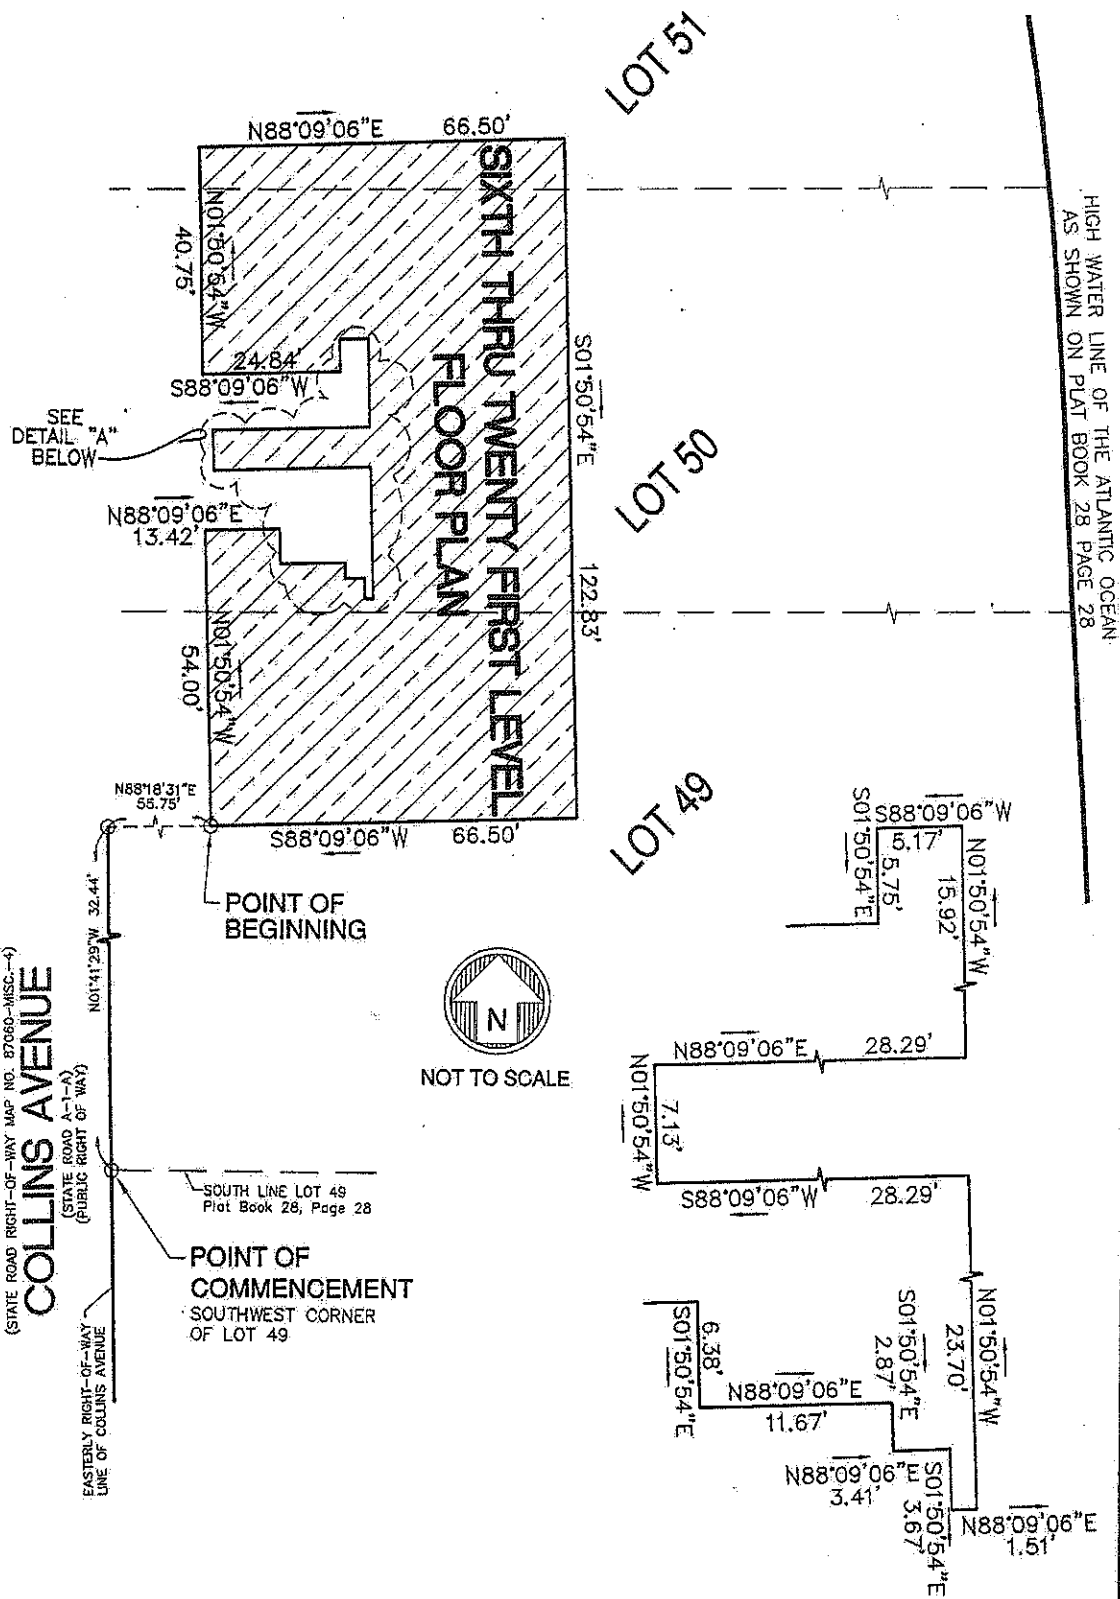 LOT 51
HIGH WATER LINE OF THE ATLANTIC OCEAN
AS SHOWN ON PLAT BOOK 28 PAGE 28
N88°09'06"E 66.50'
SIXTH THRU TWENTY FIRST LEVEL
FLOOR PLAN
N01°50'54"W
40.75'
24.84'
S88°09'06"W
S01°50'54"E
122.83'
SEE
DETAIL "A"
BELOW
LOT 50
N88°09'06"E
13.42'
N01°50'54"W
54.00'
N88°18'31"E
55.75'
S88°09'06"W 66.50'
LOT 49
POINT OF
BEGINNING
N01°41'29"W 32.44'
N
NOT TO SCALE
S88°09'06"W
5.17'
S01°50'54"E
5.75'
N01°50'54"W
15.92'
N88°09'06"E 28.29'
N01°50'54"W
7.13'
S88°09'06"W 28.29'
N01°50'54"W
23.70'
S01°50'54"E
6.38'
N88°09'06"E
11.67'
S01°50'54"E
2.87'
N88°09'06"E
3.41'
S01°50'54"E
3.67'
N88°09'06"E
1.51'
COLLINS AVENUE
(STATE ROAD RIGHT-OF-WAY MAP NO. 87060-MISC.-4)
(STATE ROAD A-1-A)
(PUBLIC RIGHT OF WAY)
SOUTH LINE LOT 49
Plat Book 28, Page 28
POINT OF
COMMENCEMENT
SOUTHWEST CORNER
OF LOT 49
EASTERLY RIGHT-OF-WAY
LINE OF COLLINS AVENUE